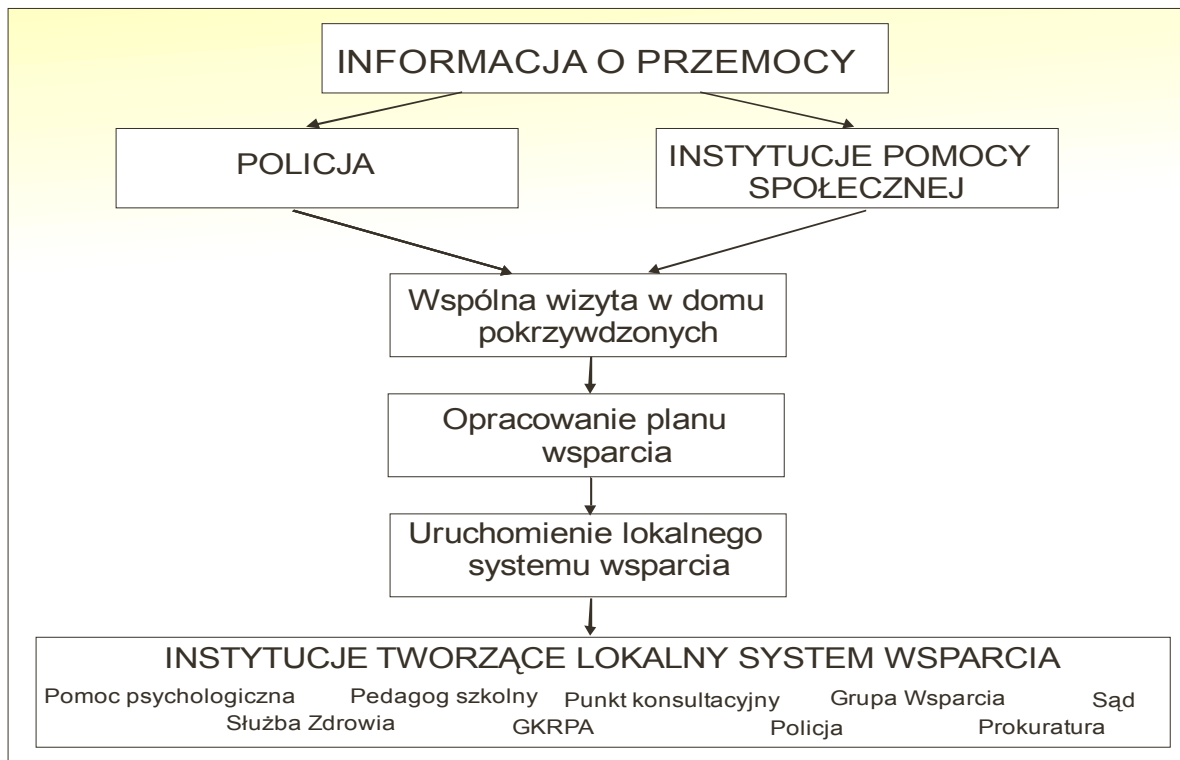 INFORMACJA O PRZEMOCY
POLICJA
INSTYTUCJE POMOCY
SPOŁECZNEJ
Wspólna wizyta w domu
pokrzywdzonych
Opracowanie planu
wsparcia
Uruchomienie lokalnego
systemu wsparcia
INSTYTUCJE TWORZĄCE LOKALNY SYSTEM WSPARCIA
Pomoc psychologiczna Pedagog szkolny Punkt konsultacyjny Grupa Wsparcia Sąd
Służba Zdrowia GKRPA Policja Prokuratura